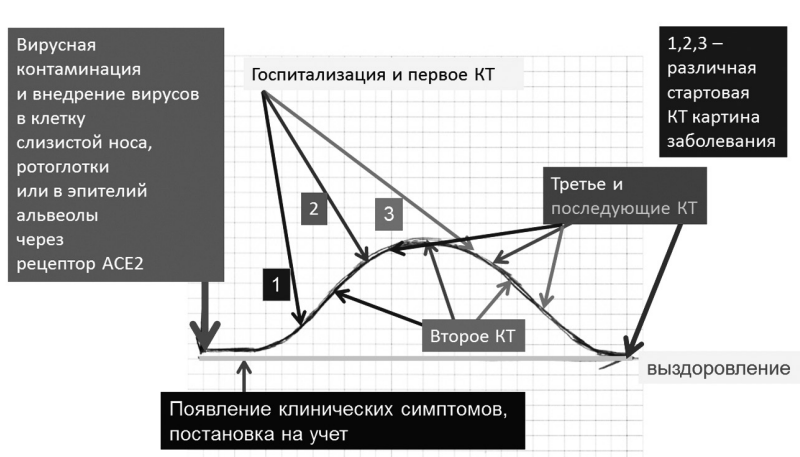 Вирусная
контаминация
и внедрение вирусов
в клетку
слизистой носа,
ротоглотки
или в эпителий
альвеолы
через
рецептор ACE2
Госпитализация и первое КТ
1,2,3 –
различная
стартовая
КТ картина
заболевания
Третье и
последующие КТ
2
3
1
Второе КТ
выздоровление
Появление клинических симптомов,
постановка на учет